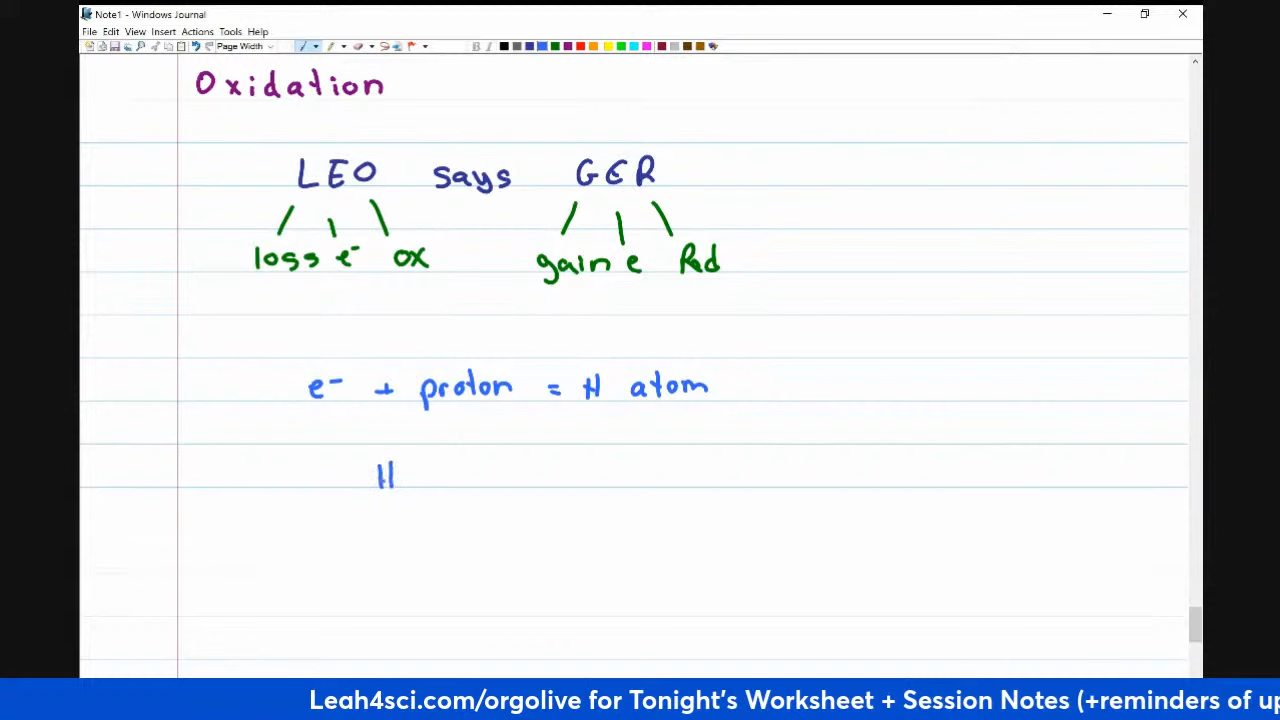 Note1 - Windows Journal
File Edit View Insert Actions Tools Help
Page Width
B I
Oxidation
LEO says GER
loss e⁻ ox gain e Red
e⁻ + proton = H atom
H
Leah4sci.com/orgolive for Tonight's Worksheet + Session Notes (+reminders of up